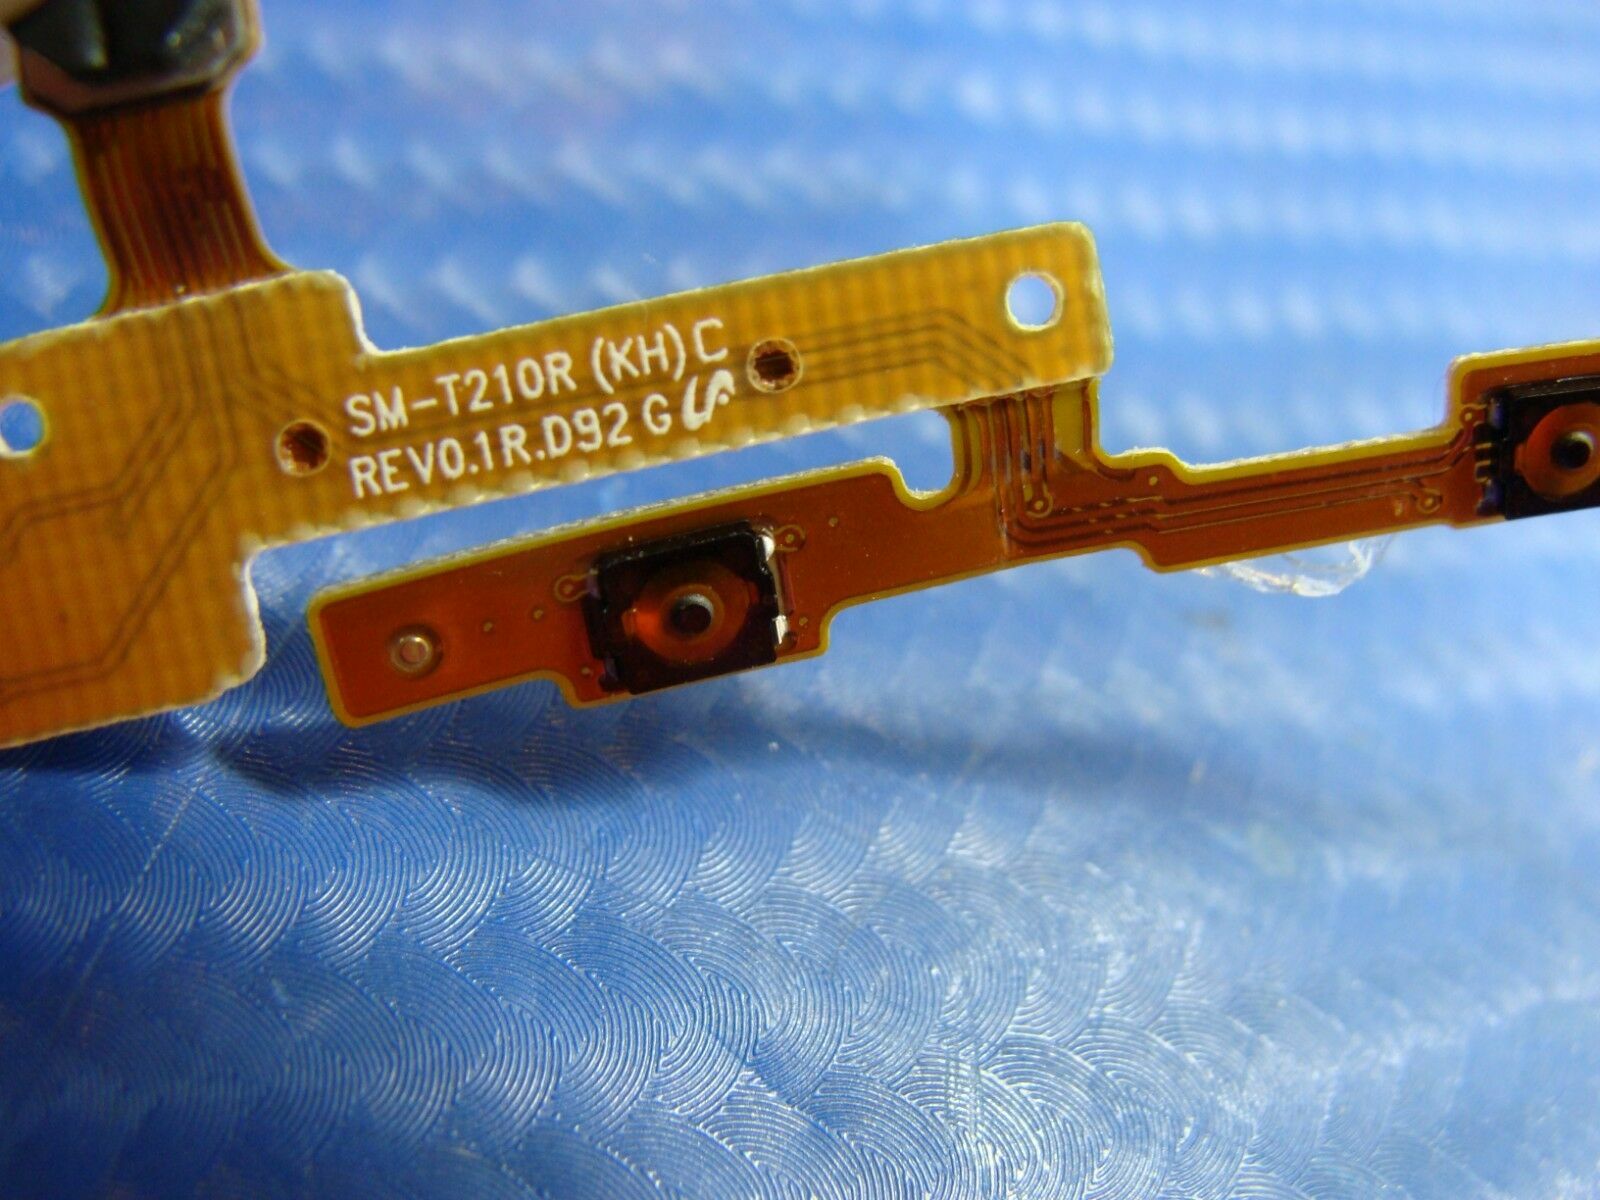 SM-T210R (KH) C
REV0.1R.D92 G